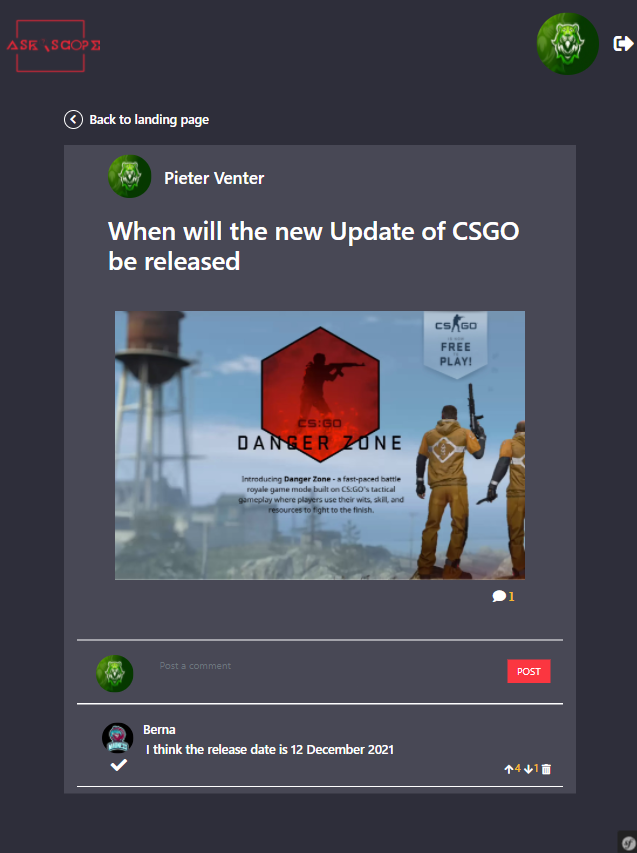 ASK SCOPE
Back to landing page
Pieter Venter
When will the new Update of CSGO
be released
CS GO
FREE
PLAY!
CS:GO
DANGER ZONE
Introducing Danger Zone - a fast-paced battle
royale game mode built on CS:GO's tactical
gameplay where players use their wits, skill, and
resources to fight to the finish.
1
Post a comment
POST
Berna
I think the release date is 12 December 2021
4 1